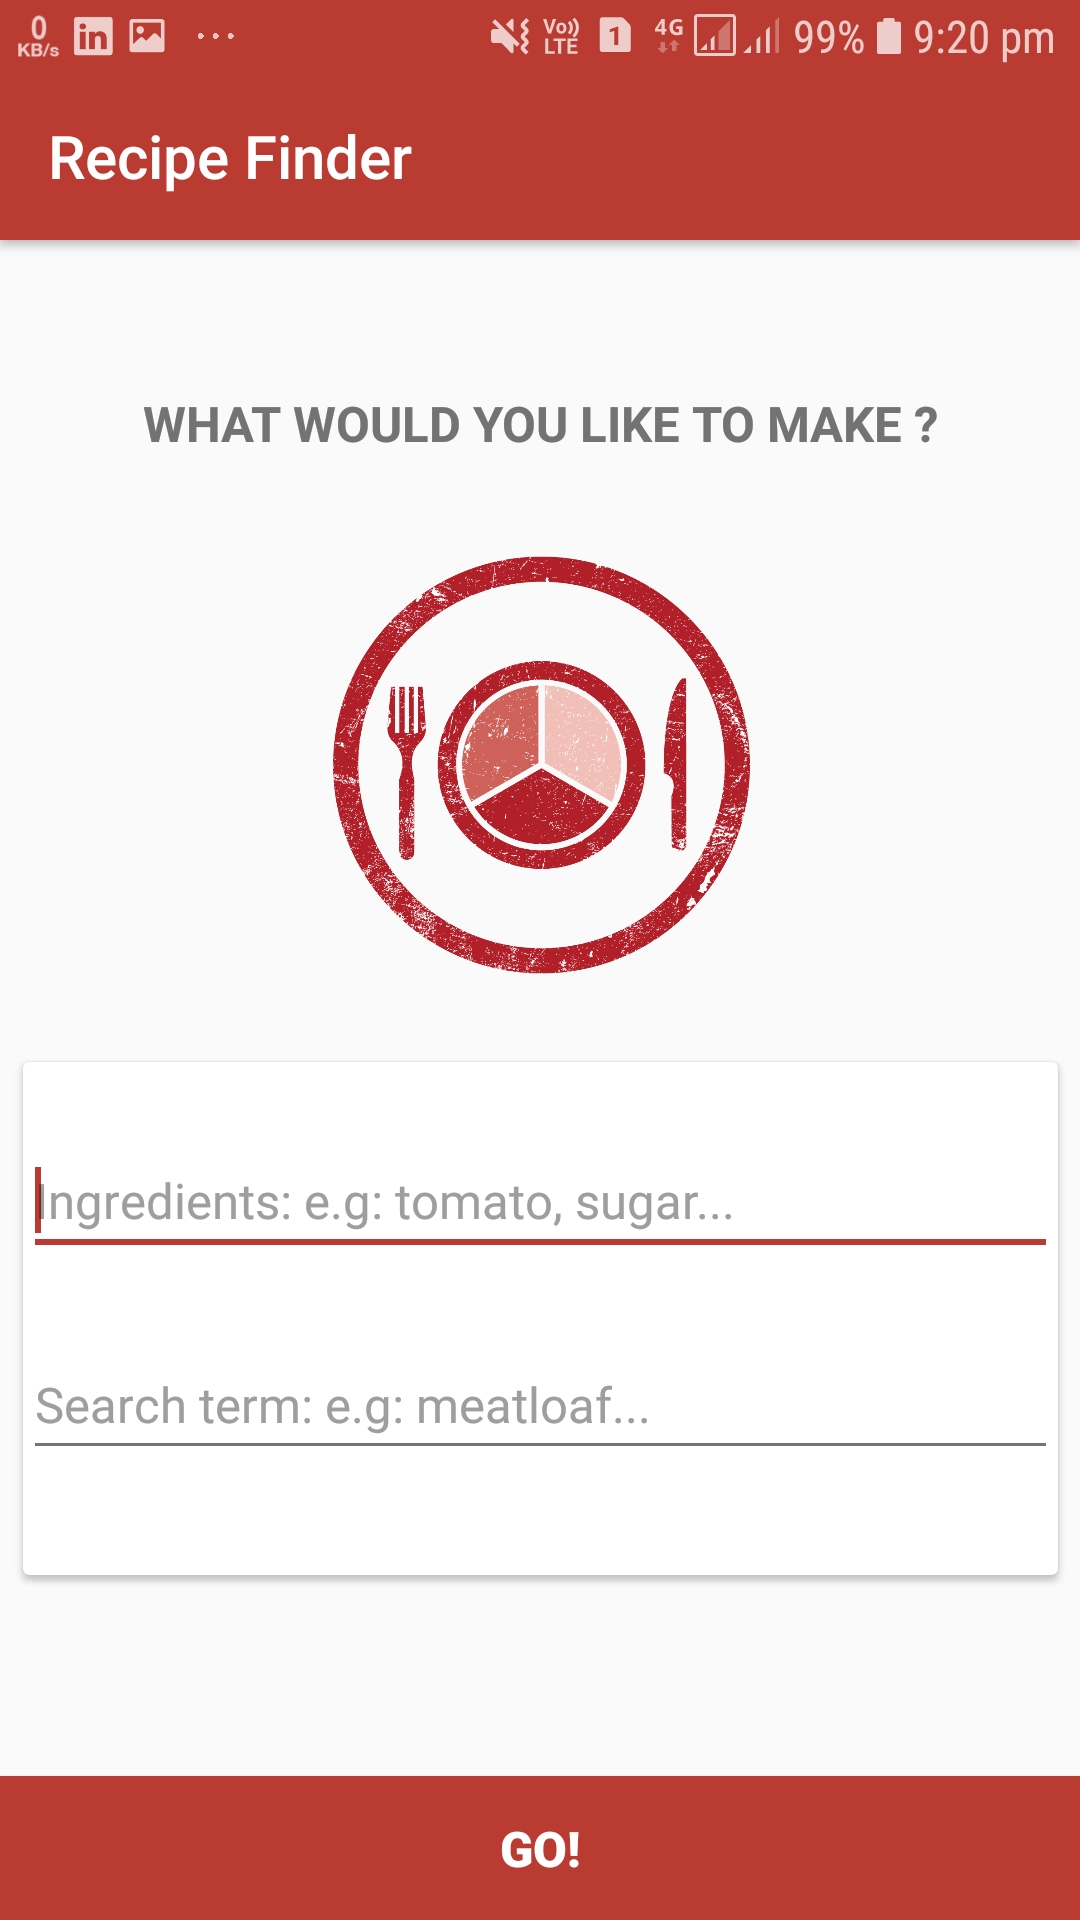 0 KB/s in ... Vo)) LTE 1 4G 99% 9:20 pm
Recipe Finder
WHAT WOULD YOU LIKE TO MAKE ?
Ingredients: e.g: tomato, sugar...
Search term: e.g: meatloaf...
GO!